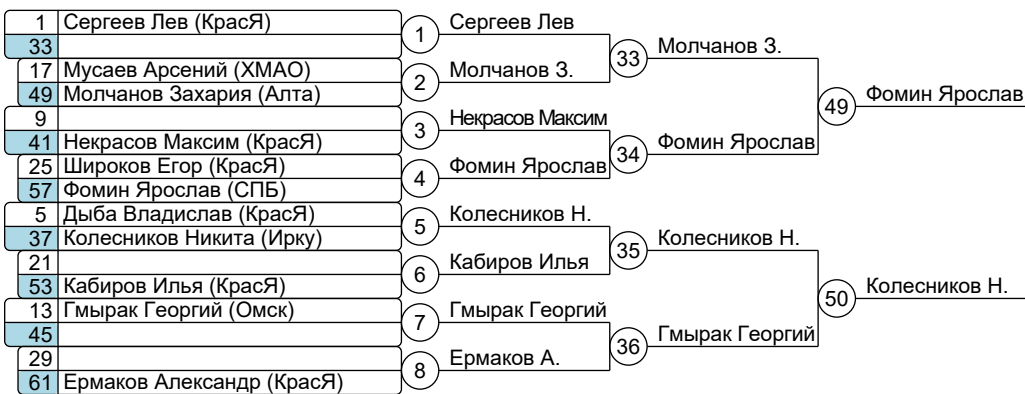 1 Сергеев Лев (КрасЯ)
33
17 Мусаев Арсений (ХМАО)
49 Молчанов Захария (Алта)
9
41 Некрасов Максим (КрасЯ)
25 Широков Егор (КрасЯ)
57 Фомин Ярослав (СПБ)
5 Дыба Владислав (КрасЯ)
37 Колесников Никита (Ирку)
21
53 Кабиров Илья (КрасЯ)
13 Гмырак Георгий (Омск)
45
29
61 Ермаков Александр (КрасЯ)
1 Сергеев Лев
2 Молчанов З.
3 Некрасов Максим
4 Фомин Ярослав
5 Колесников Н.
6 Кабиров Илья
7 Гмырак Георгий
8 Ермаков А.
33 Молчанов З.
34 Фомин Ярослав
35 Колесников Н.
36 Гмырак Георгий
49 Фомин Ярослав
50 Колесников Н.